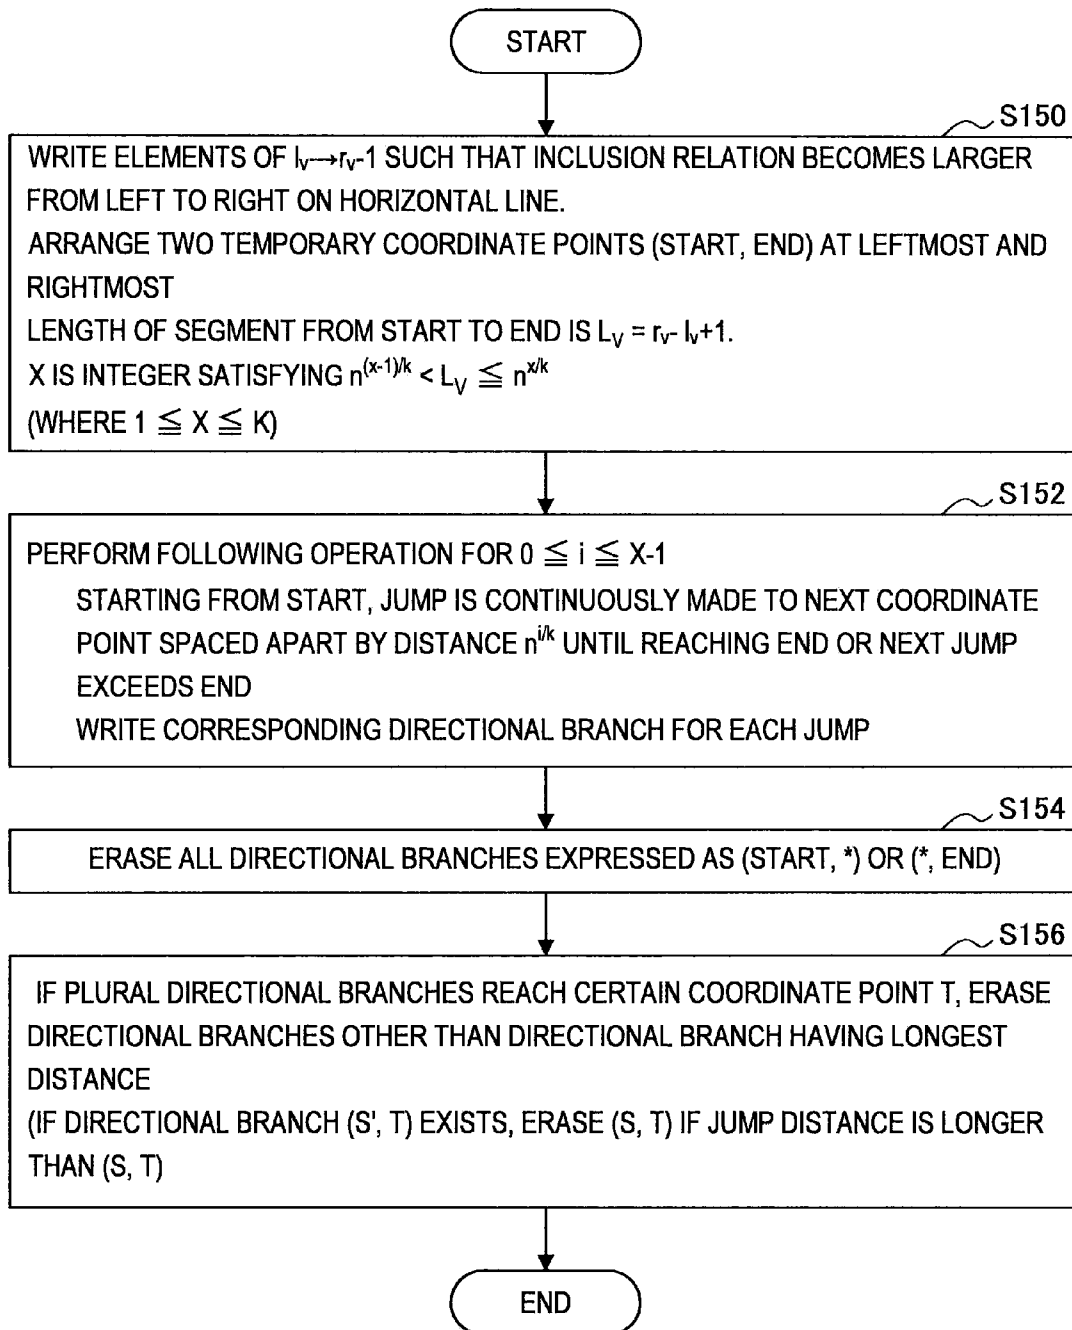 START
S150
WRITE ELEMENTS OF lᵥ→rᵥ-1 SUCH THAT INCLUSION RELATION BECOMES LARGER
FROM LEFT TO RIGHT ON HORIZONTAL LINE.
ARRANGE TWO TEMPORARY COORDINATE POINTS (START, END) AT LEFTMOST AND
RIGHTMOST
LENGTH OF SEGMENT FROM START TO END IS L_V = rᵥ- lᵥ+1.
X IS INTEGER SATISFYING n^(x-1)/k < L_V ≦ n^x/k
(WHERE 1 ≦ X ≦ K)
S152
PERFORM FOLLOWING OPERATION FOR 0 ≦ i ≦ X-1
STARTING FROM START, JUMP IS CONTINUOUSLY MADE TO NEXT COORDINATE
POINT SPACED APART BY DISTANCE n^i/k UNTIL REACHING END OR NEXT JUMP
EXCEEDS END
WRITE CORRESPONDING DIRECTIONAL BRANCH FOR EACH JUMP
S154
ERASE ALL DIRECTIONAL BRANCHES EXPRESSED AS (START, *) OR (*, END)
S156
IF PLURAL DIRECTIONAL BRANCHES REACH CERTAIN COORDINATE POINT T, ERASE
DIRECTIONAL BRANCHES OTHER THAN DIRECTIONAL BRANCH HAVING LONGEST
DISTANCE
(IF DIRECTIONAL BRANCH (S', T) EXISTS, ERASE (S, T) IF JUMP DISTANCE IS LONGER
THAN (S, T)
END